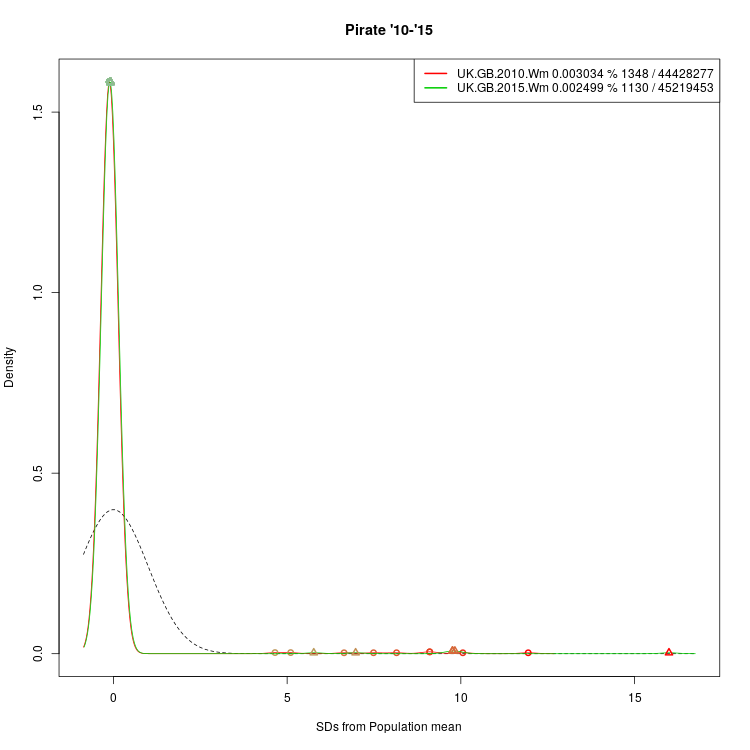 Pirate '10-'15
UK.GB.2010.Wm 0.003034 % 1348 / 44428277
UK.GB.2015.Wm 0.002499 % 1130 / 45219453
Density
1.5
1.0
0.5
0.0
0 5 10 15
SDs from Population mean